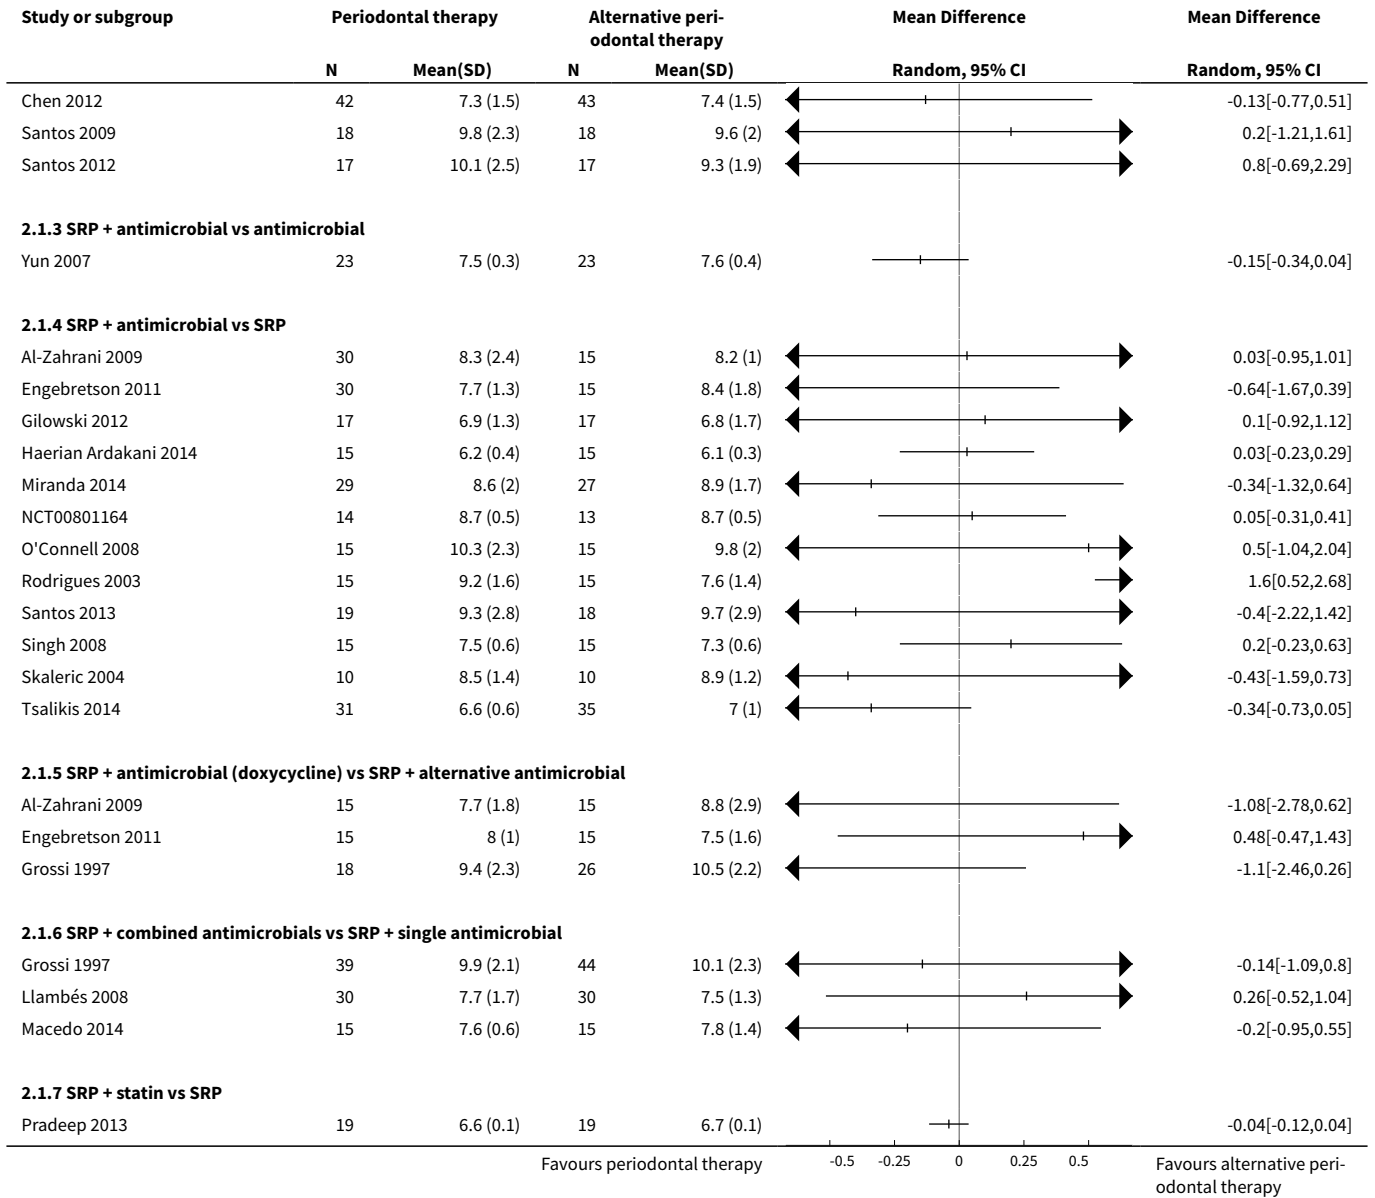 Study or subgroup Periodontal therapy Alternative peri- Mean Difference Mean Difference
odontal therapy
N Mean(SD) N Mean(SD) Random, 95% CI Random, 95% CI
Chen 2012 42 7.3 (1.5) 43 7.4 (1.5) -0.13[-0.77,0.51]
Santos 2009 18 9.8 (2.3) 18 9.6 (2) 0.2[-1.21,1.61]
Santos 2012 17 10.1 (2.5) 17 9.3 (1.9) 0.8[-0.69,2.29]
2.1.3 SRP + antimicrobial vs antimicrobial
Yun 2007 23 7.5 (0.3) 23 7.6 (0.4) -0.15[-0.34,0.04]
2.1.4 SRP + antimicrobial vs SRP
Al-Zahrani 2009 30 8.3 (2.4) 15 8.2 (1) 0.03[-0.95,1.01]
Engebretson 2011 30 7.7 (1.3) 15 8.4 (1.8) -0.64[-1.67,0.39]
Gilowski 2012 17 6.9 (1.3) 17 6.8 (1.7) 0.1[-0.92,1.12]
Haerian Ardakani 2014 15 6.2 (0.4) 15 6.1 (0.3) 0.03[-0.23,0.29]
Miranda 2014 29 8.6 (2) 27 8.9 (1.7) -0.34[-1.32,0.64]
NCT00801164 14 8.7 (0.5) 13 8.7 (0.5) 0.05[-0.31,0.41]
O'Connell 2008 15 10.3 (2.3) 15 9.8 (2) 0.5[-1.04,2.04]
Rodrigues 2003 15 9.2 (1.6) 15 7.6 (1.4) 1.6[0.52,2.68]
Santos 2013 19 9.3 (2.8) 18 9.7 (2.9) -0.4[-2.22,1.42]
Singh 2008 15 7.5 (0.6) 15 7.3 (0.6) 0.2[-0.23,0.63]
Skaleric 2004 10 8.5 (1.4) 10 8.9 (1.2) -0.43[-1.59,0.73]
Tsalikis 2014 31 6.6 (0.6) 35 7 (1) -0.34[-0.73,0.05]
2.1.5 SRP + antimicrobial (doxycycline) vs SRP + alternative antimicrobial
Al-Zahrani 2009 15 7.7 (1.8) 15 8.8 (2.9) -1.08[-2.78,0.62]
Engebretson 2011 15 8 (1) 15 7.5 (1.6) 0.48[-0.47,1.43]
Grossi 1997 18 9.4 (2.3) 26 10.5 (2.2) -1.1[-2.46,0.26]
2.1.6 SRP + combined antimicrobials vs SRP + single antimicrobial
Grossi 1997 39 9.9 (2.1) 44 10.1 (2.3) -0.14[-1.09,0.8]
Llambés 2008 30 7.7 (1.7) 30 7.5 (1.3) 0.26[-0.52,1.04]
Macedo 2014 15 7.6 (0.6) 15 7.8 (1.4) -0.2[-0.95,0.55]
2.1.7 SRP + statin vs SRP
Pradeep 2013 19 6.6 (0.1) 19 6.7 (0.1) -0.04[-0.12,0.04]
Favours periodontal therapy -0.5 -0.25 0 0.25 0.5 Favours alternative peri-
odontal therapy